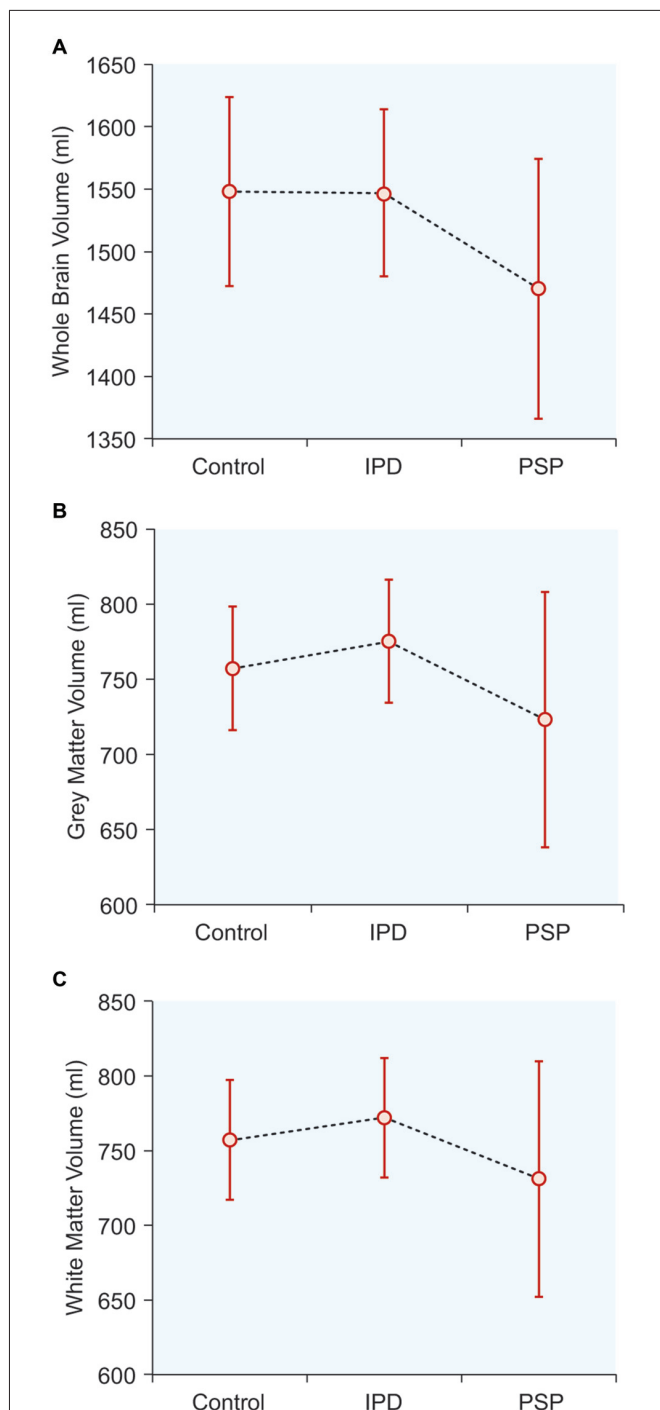 A
1650
1600
1550
1500
1450
1400
1350
Whole Brain Volume (ml)
Control IPD PSP
B
850
800
750
700
650
600
Grey Matter Volume (ml)
Control IPD PSP
C
850
800
750
700
650
600
White Matter Volume (ml)
Control IPD PSP